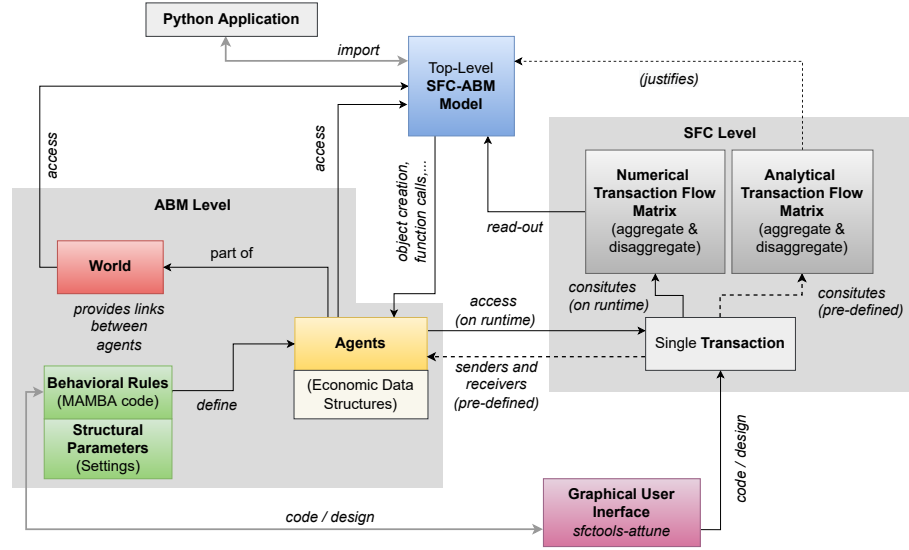 Python Application
import
Top-Level
SFC-ABM
Model
(justifies)
access
access
object creation,
function calls,...
SFC Level
Numerical
Transaction Flow
Matrix
(aggregate &
disaggregate)
Analytical
Transaction Flow
Matrix
(aggregate &
disaggregate)
read-out
ABM Level
World
part of
provides links
between
agents
consitutes
(on runtime)
consitutes
(pre-defined)
access
(on runtime)
Agents
(Economic Data
Structures)
Single Transaction
senders and
receivers
(pre-defined)
Behavioral Rules
(MAMBA code)
define
Structural
Parameters
(Settings)
code / design
code / design
Graphical User
Inerface
sfctools-attune